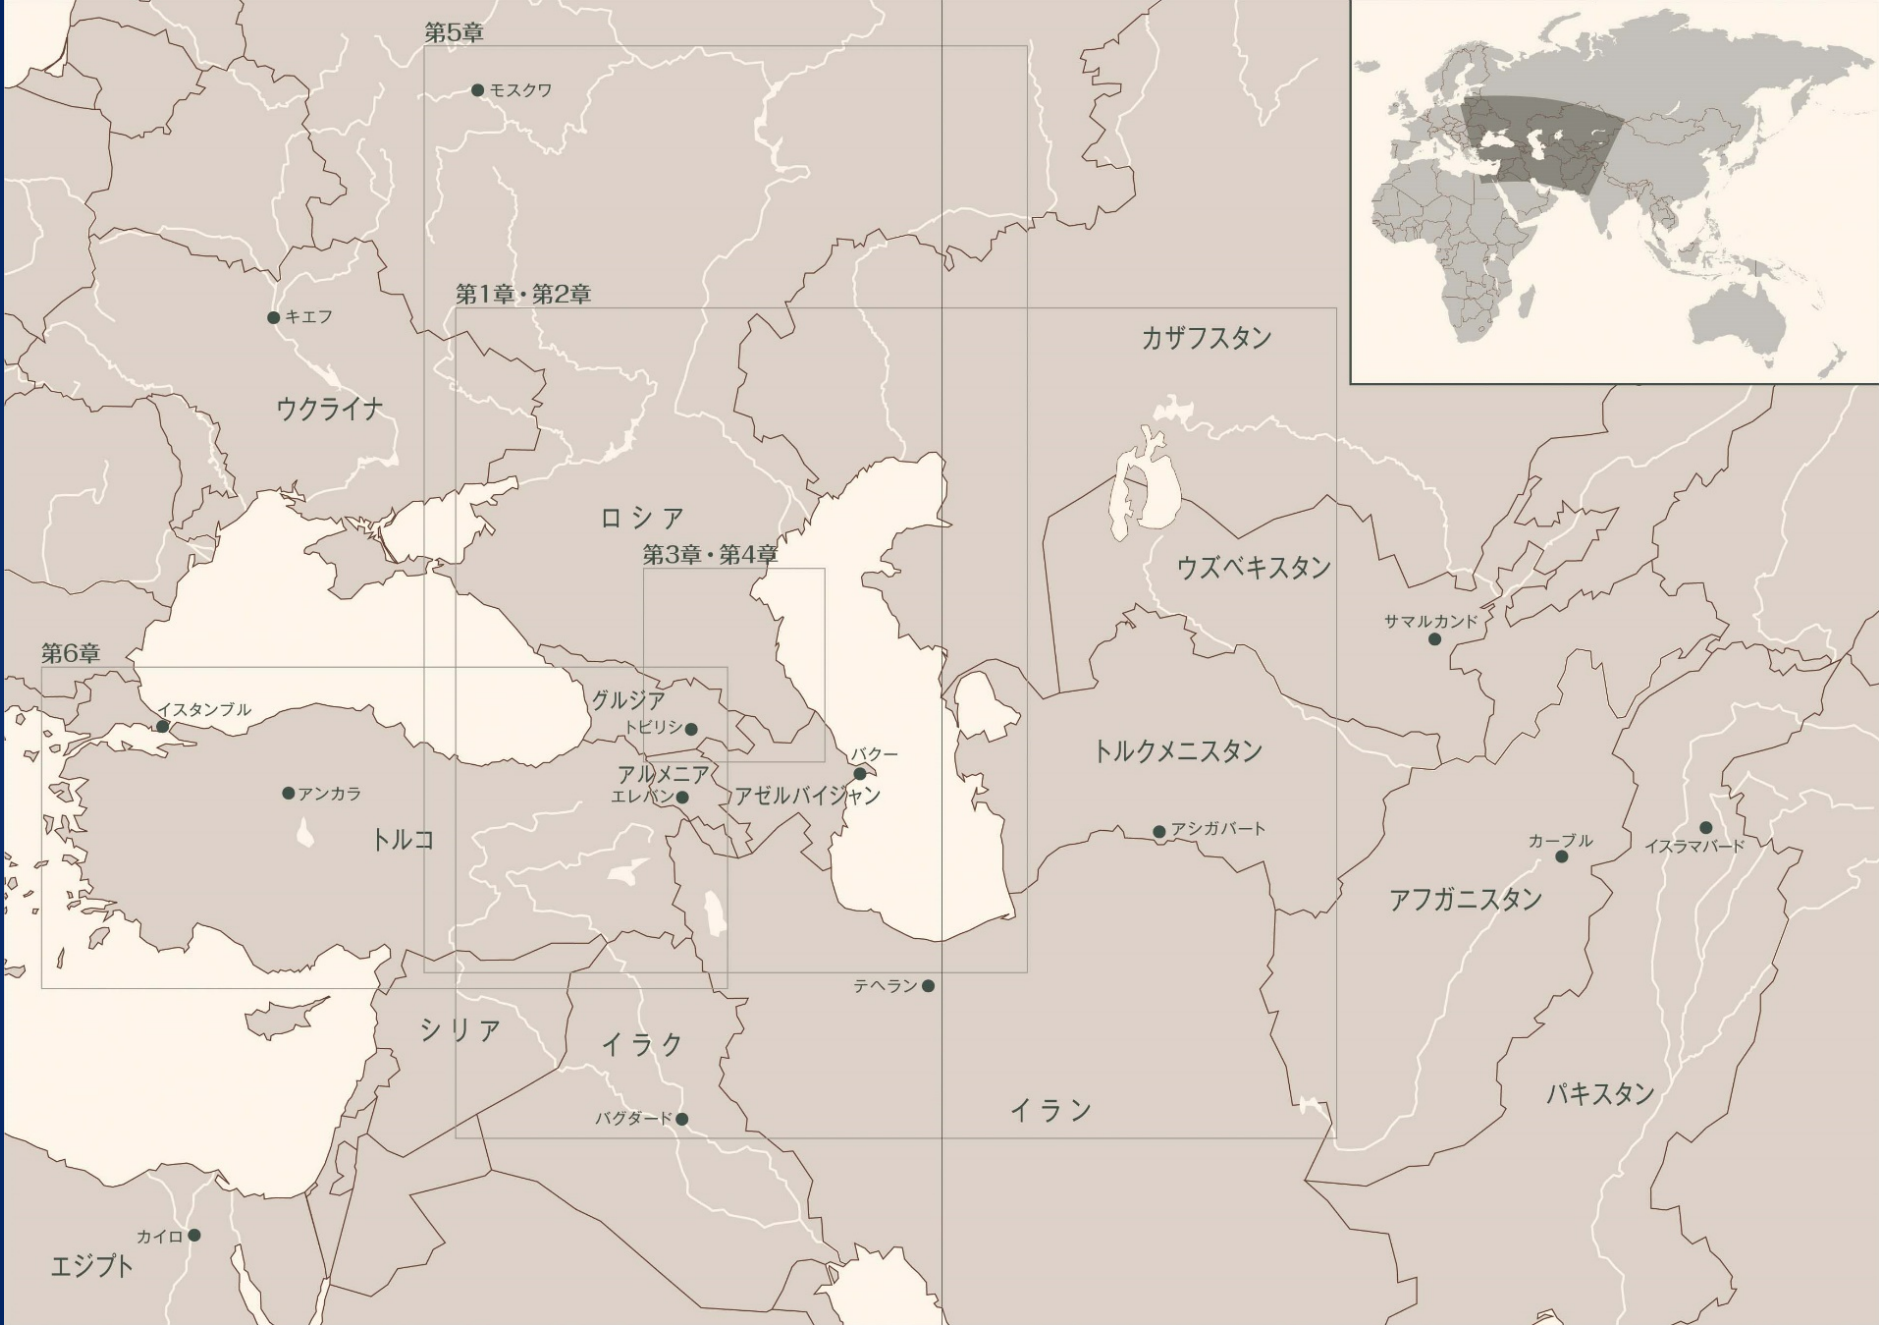 第5章
モスクワ
第1章・第2章
キエフ
カザフスタン
ウクライナ
ロシア
第3章・第4章
ウズベキスタン
サマルカンド
第6章
グルジア
イスタンブル
トビリシ
バクー
トルクメニスタン
アルメニア
アンカラ
エレバン
アゼルバイジャン
アシガバート
トルコ
カーブル
イスラマバード
アフガニスタン
テヘラン
シリア
イラク
パキスタン
イラン
バグダード
カイロ
エジプト